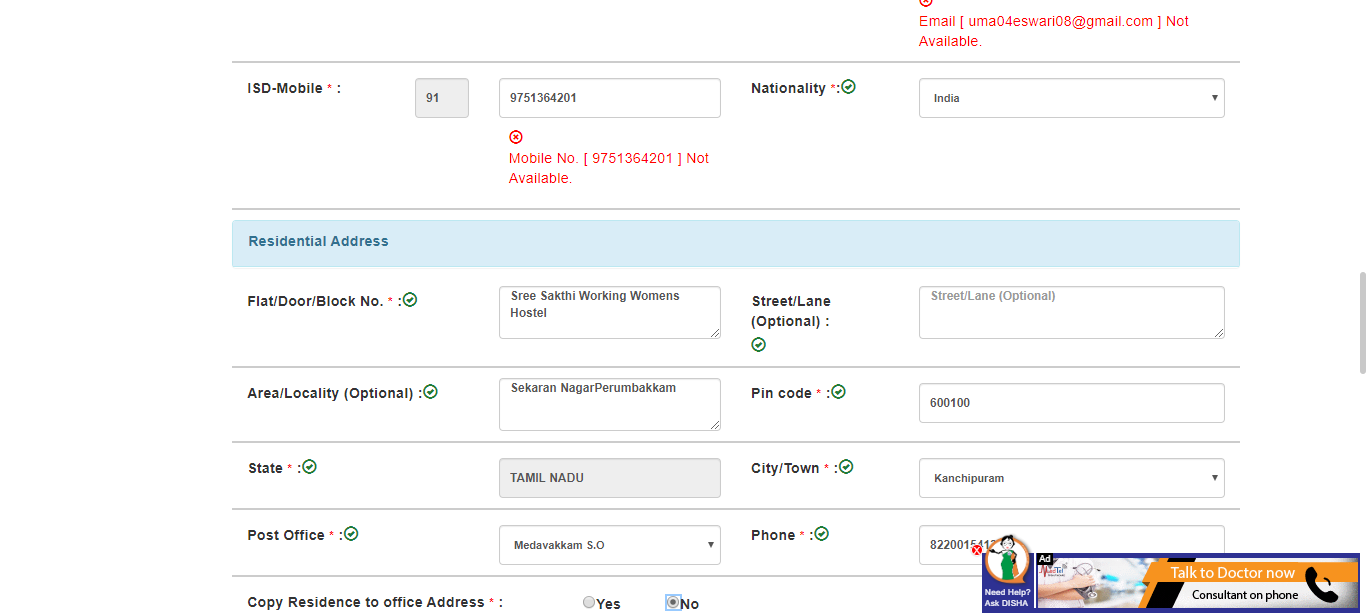 Email [ uma04eswari08@gmail.com ] Not
Available.
ISD-Mobile * :
91
9751364201
Nationality *:
India
Mobile No. [ 9751364201 ] Not
Available.
Residential Address
Flat/Door/Block No. * :
Sree Sakthi Working Womens
Hostel
Street/Lane
(Optional) :
Street/Lane (Optional)
Area/Locality (Optional) :
Sekaran NagarPerumbakkam
Pin code * :
600100
State * :
TAMIL NADU
City/Town * :
Kanchipuram
Post Office * :
Medavakkam S.O
Phone * :
Ad
Talk to Doctor now
Consultant on phone
Need Help?
Ask DISHA
Copy Residence to office Address * :
Yes
No